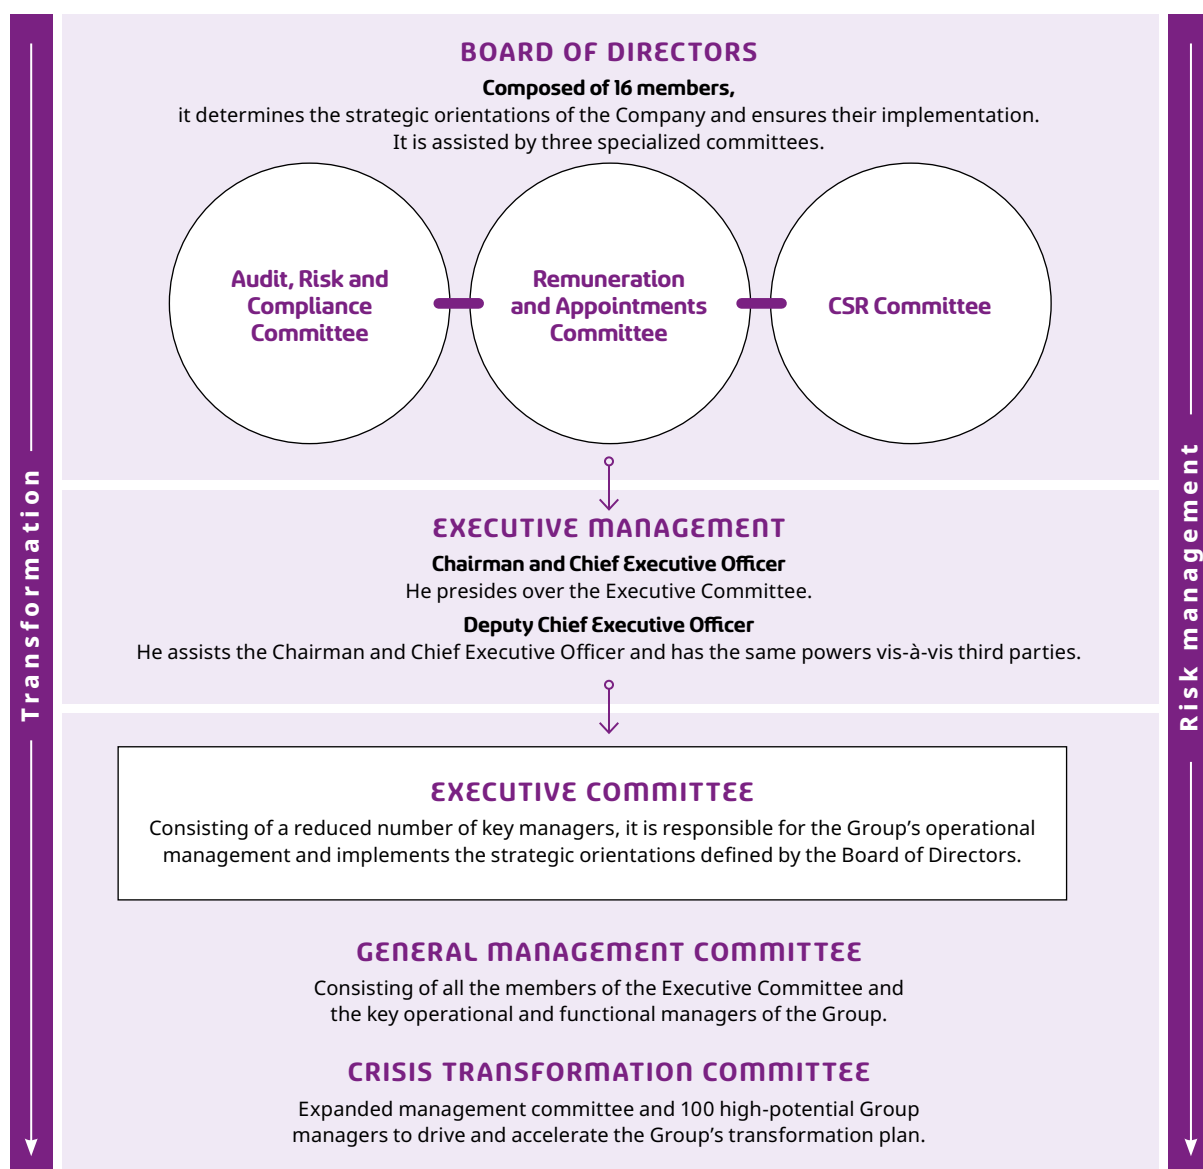 BOARD OF DIRECTORS
Composed of 16 members,
it determines the strategic orientations of the Company and ensures their implementation.
It is assisted by three specialized committees.
Audit, Risk and
Compliance
Committee
Remuneration
and Appointments
Committee
CSR Committee
EXECUTIVE MANAGEMENT
Chairman and Chief Executive Officer
He presides over the Executive Committee.
Deputy Chief Executive Officer
He assists the Chairman and Chief Executive Officer and has the same powers vis-à-vis third parties.
EXECUTIVE COMMITTEE
Consisting of a reduced number of key managers, it is responsible for the Group’s operational
management and implements the strategic orientations defined by the Board of Directors.
GENERAL MANAGEMENT COMMITTEE
Consisting of all the members of the Executive Committee and
the key operational and functional managers of the Group.
CRISIS TRANSFORMATION COMMITTEE
Expanded management committee and 100 high-potential Group
managers to drive and accelerate the Group’s transformation plan.
Transformation
Risk management